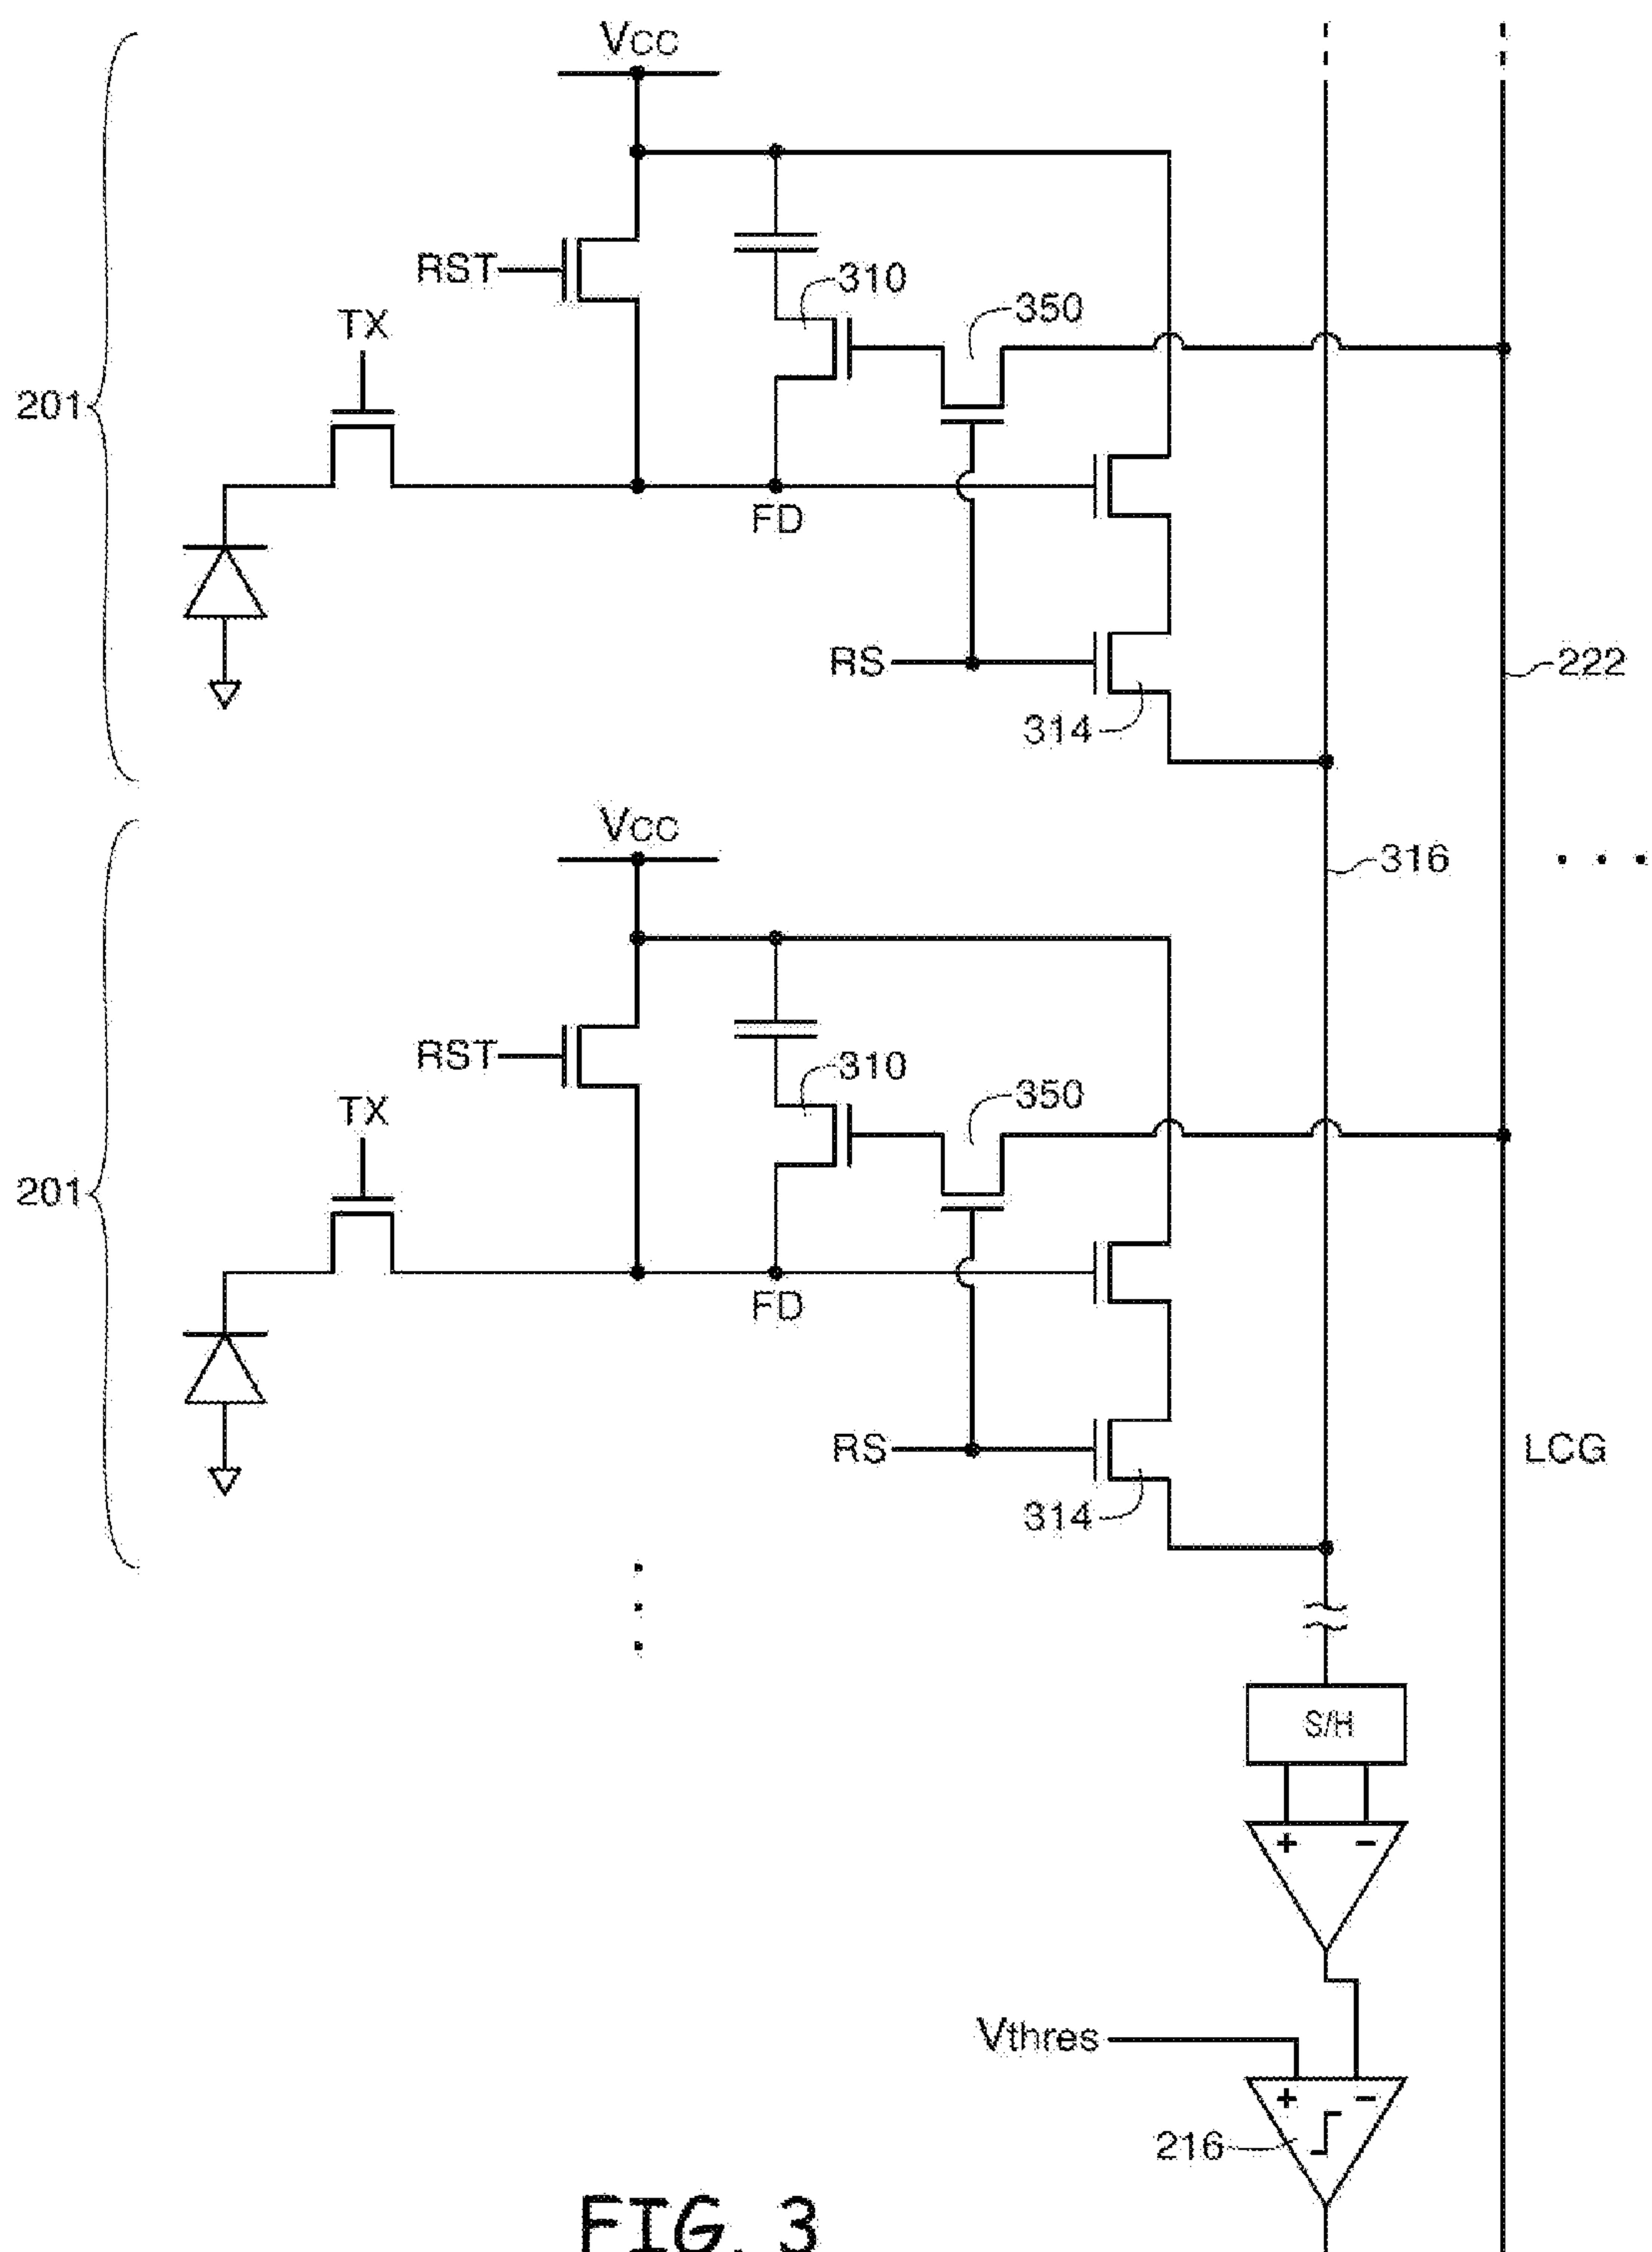 Vcc
RST
310
350
TX
201
FD
RS
222
314
Vcc
316
RST
310
350
TX
201
FD
RS
LCG
314
S/H
+ −
Vthres
+ −
216
FIG. 3